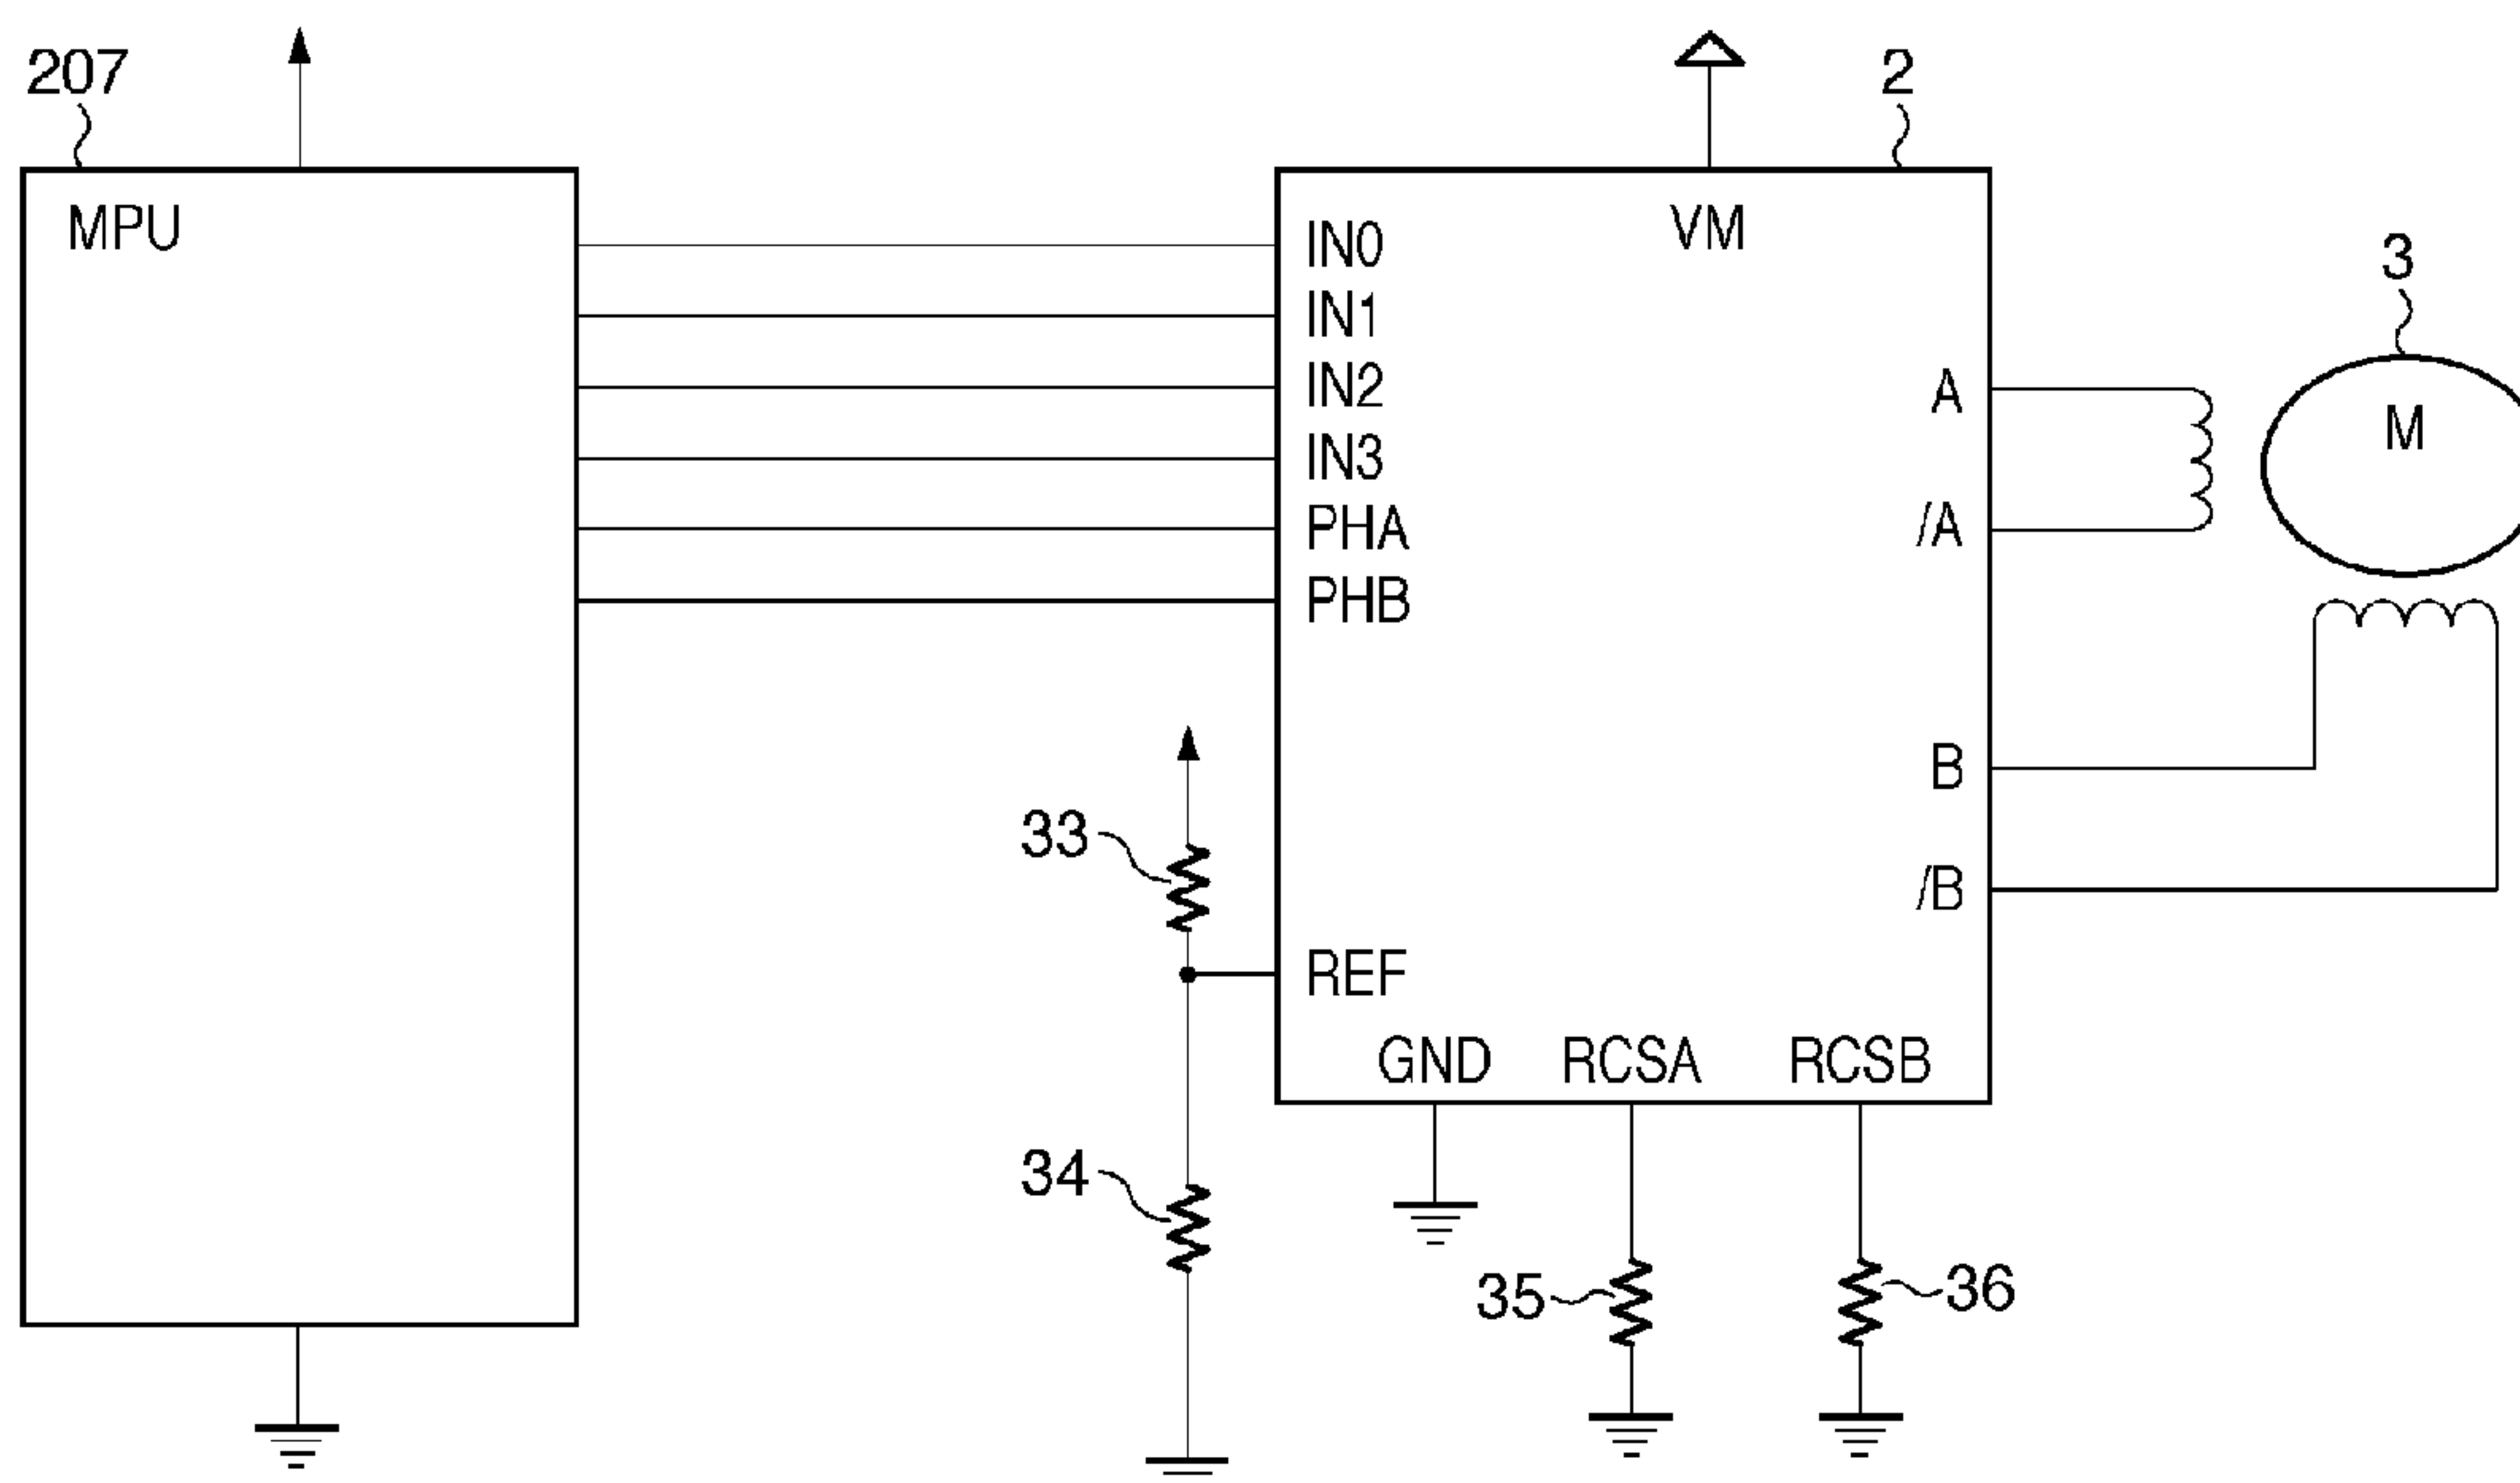 207
2
MPU
VM
IN0
IN1
IN2
IN3
PHA
PHB
3
M
A
/A
B
/B
33
REF
GND
RCSA
RCSB
34
35
36